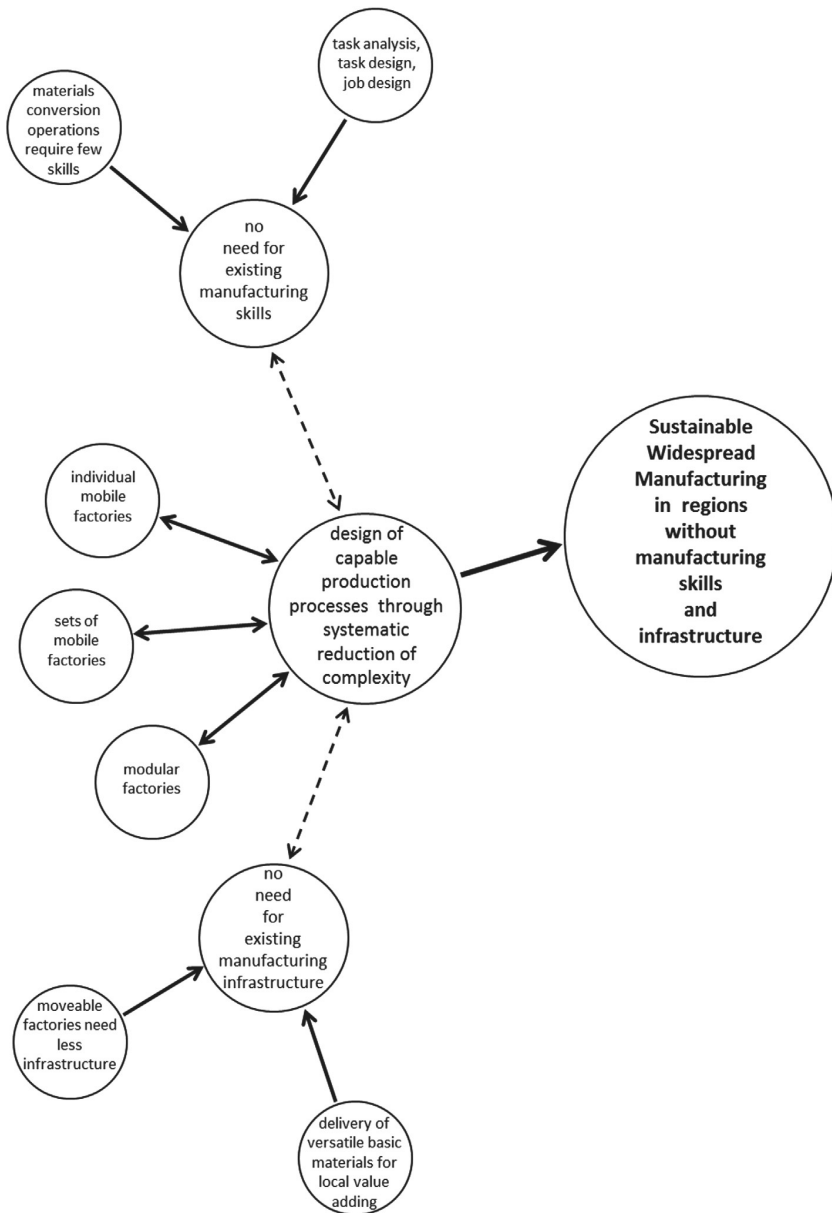 task analysis,
task design,
job design
materials
conversion
operations
require few
skills
no
need for
existing
manufacturing
skills
individual
mobile
factories
sets of
mobile
factories
modular
factories
design of
capable
production
processes through
systematic
reduction of
complexity
Sustainable
Widespread
Manufacturing
in regions
without
manufacturing
skills
and
infrastructure
no
need
for
existing
manufacturing
infrastructure
moveable
factories need
less
infrastructure
delivery of
versatile basic
materials for
local value
adding